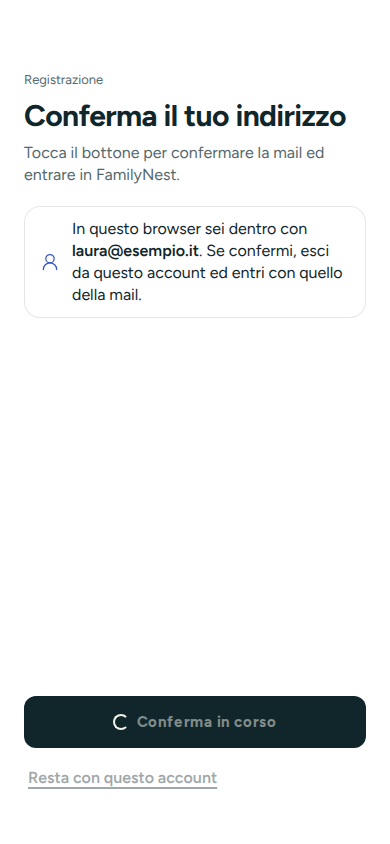 Registrazione
Conferma il tuo indirizzo
Tocca il bottone per confermare la mail ed
entrare in FamilyNest.
In questo browser sei dentro con
laura@esempio.it. Se confermi, esci
da questo account ed entri con quello
della mail.
Conferma in corso
Resta con questo account